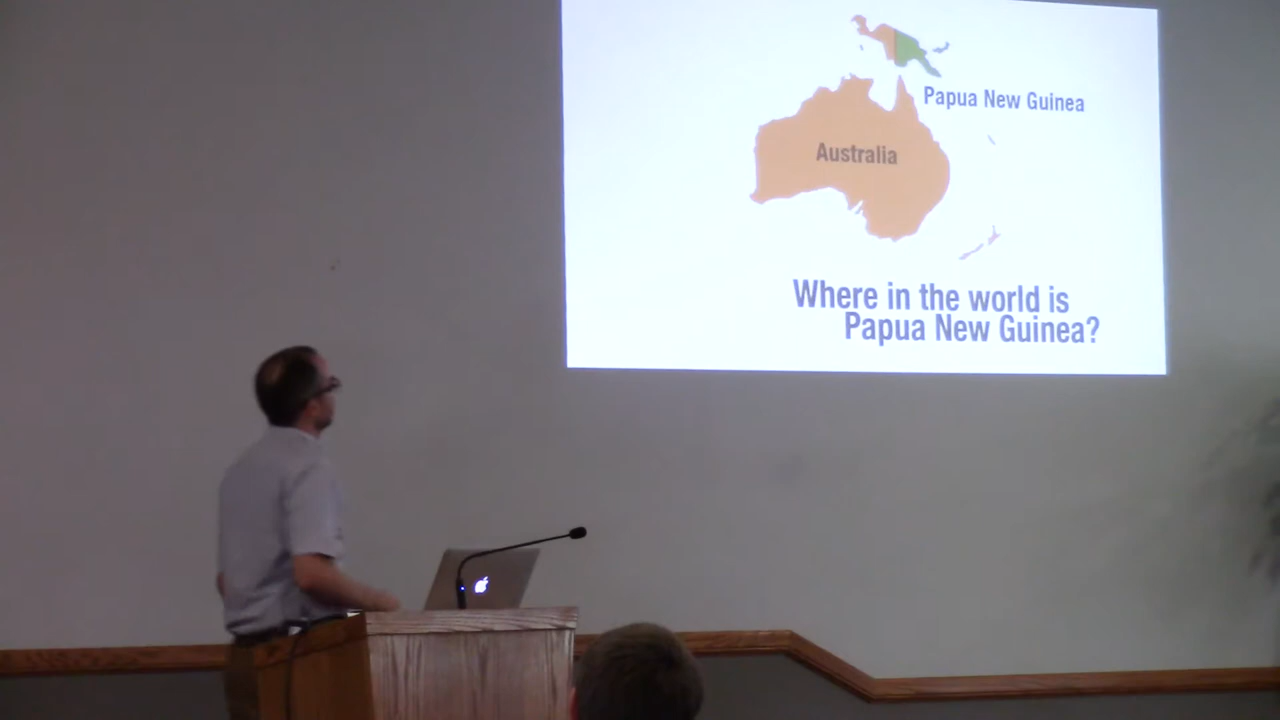 Papua New Guinea
Australia
Where in the world is
Papua New Guinea?